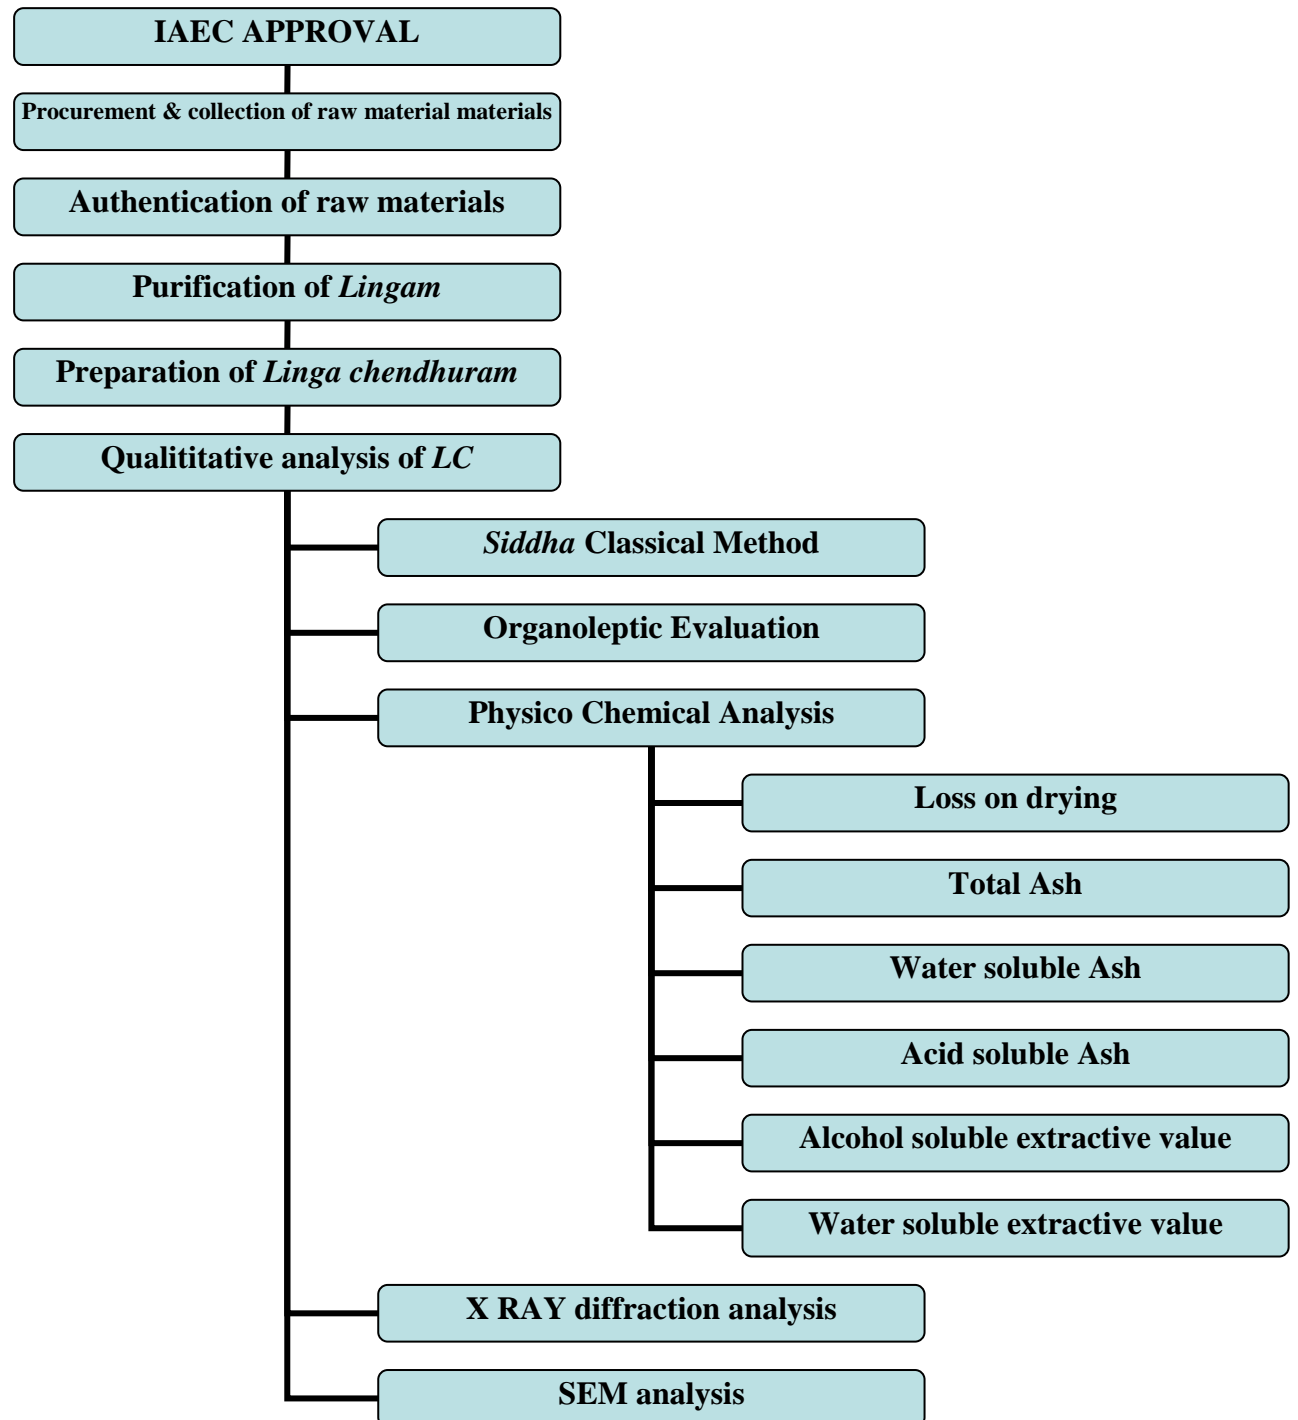 IAEC APPROVAL
Procurement & collection of raw material materials
Authentication of raw materials
Purification of Lingam
Preparation of Linga chendhuram
Qualititative analysis of LC
Siddha Classical Method
Organoleptic Evaluation
Physico Chemical Analysis
Loss on drying
Total Ash
Water soluble Ash
Acid soluble Ash
Alcohol soluble extractive value
Water soluble extractive value
X RAY diffraction analysis
SEM analysis